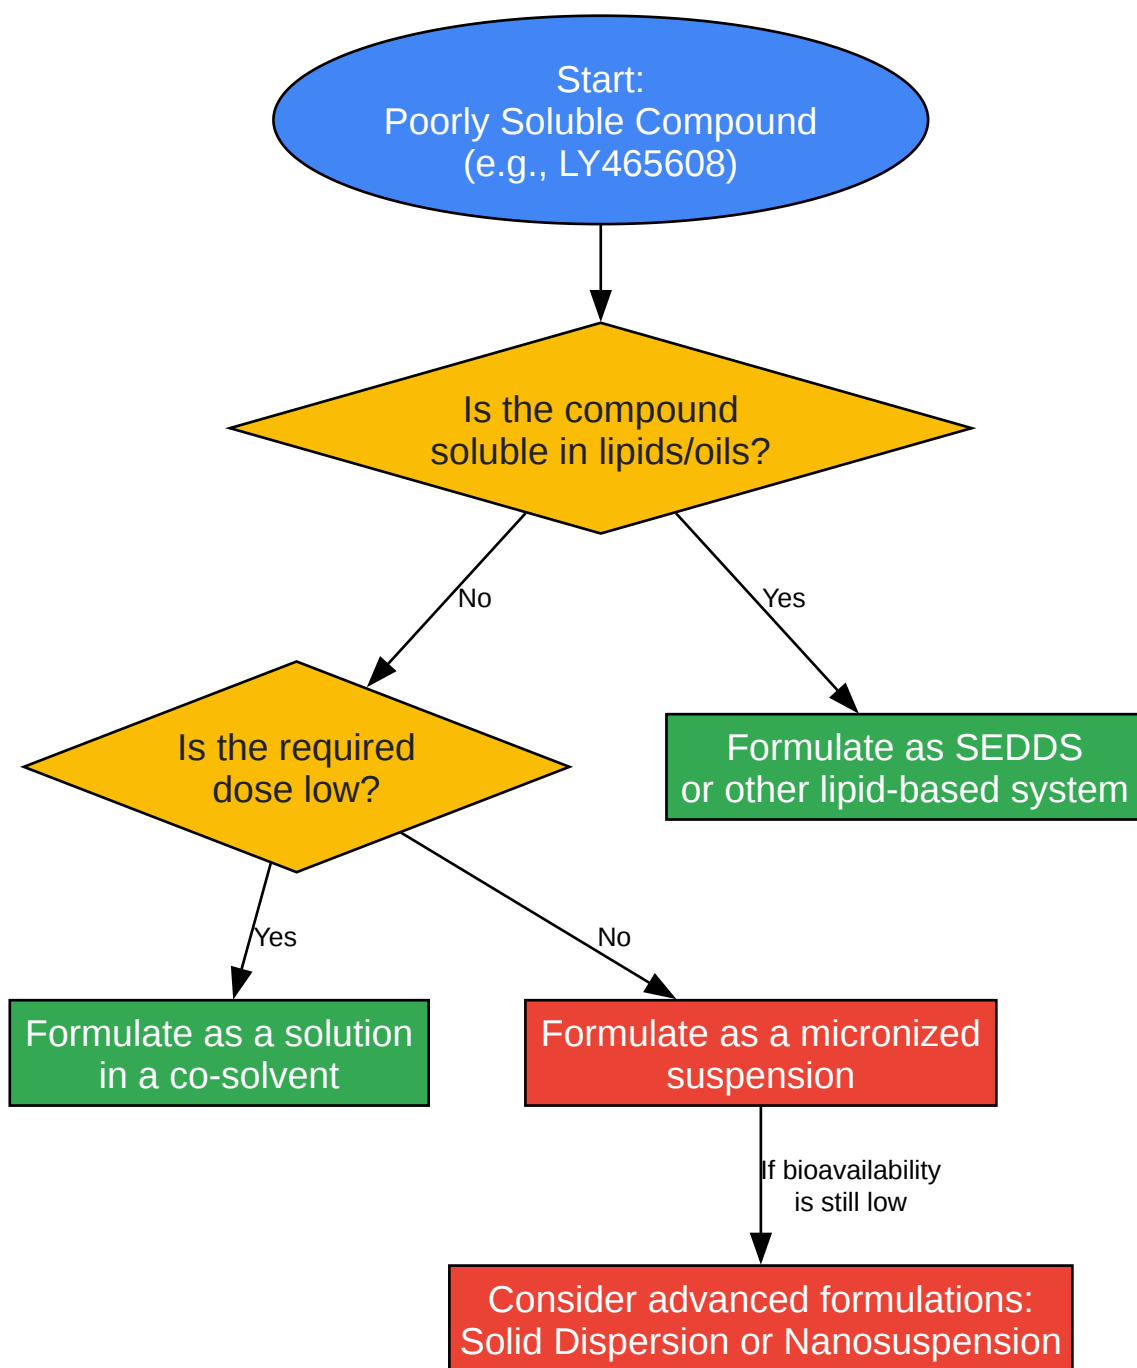 Start:
Poorly Soluble Compound
(e.g., LY465608)
Is the compound
soluble in lipids/oils?
No
Yes
Is the required
dose low?
Formulate as SEDDS
or other lipid-based system
Yes
No
Formulate as a solution
in a co-solvent
Formulate as a micronized
suspension
If bioavailability
is still low
Consider advanced formulations:
Solid Dispersion or Nanosuspension